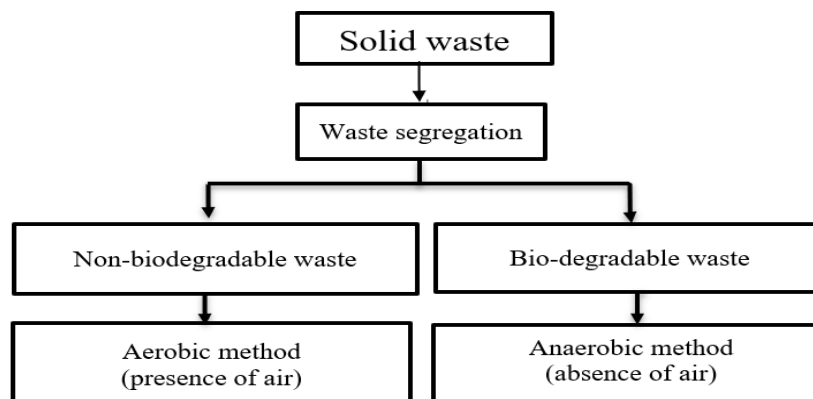 Solid waste
Waste segregation
Non-biodegradable waste
Bio-degradable waste
Aerobic method
(presence of air)
Anaerobic method
(absence of air)